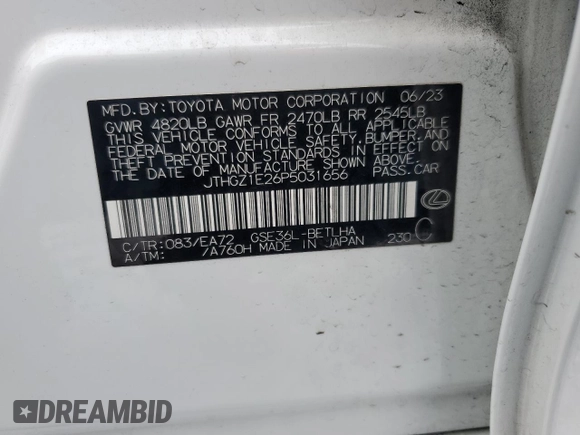 MFD. BY: TOYOTA MOTOR CORPORATION 06/23
GVWR 4820LB GAWR FR 2470LB RR 2545LB
THIS VEHICLE CONFORMS TO ALL APPLICABLE
FEDERAL MOTOR VEHICLE SAFETY, BUMPER, AND
THEFT PREVENTION STANDARDS IN EFFECT ON
THE DATE OF MANUFACTURE SHOWN ABOVE.
JTHGZ1E26P5031656 PASS. CAR
C/TR: 083/EA72 GSE36L-BETLHA 230 C
A/TM: /A760H MADE IN JAPAN
DREAMBID